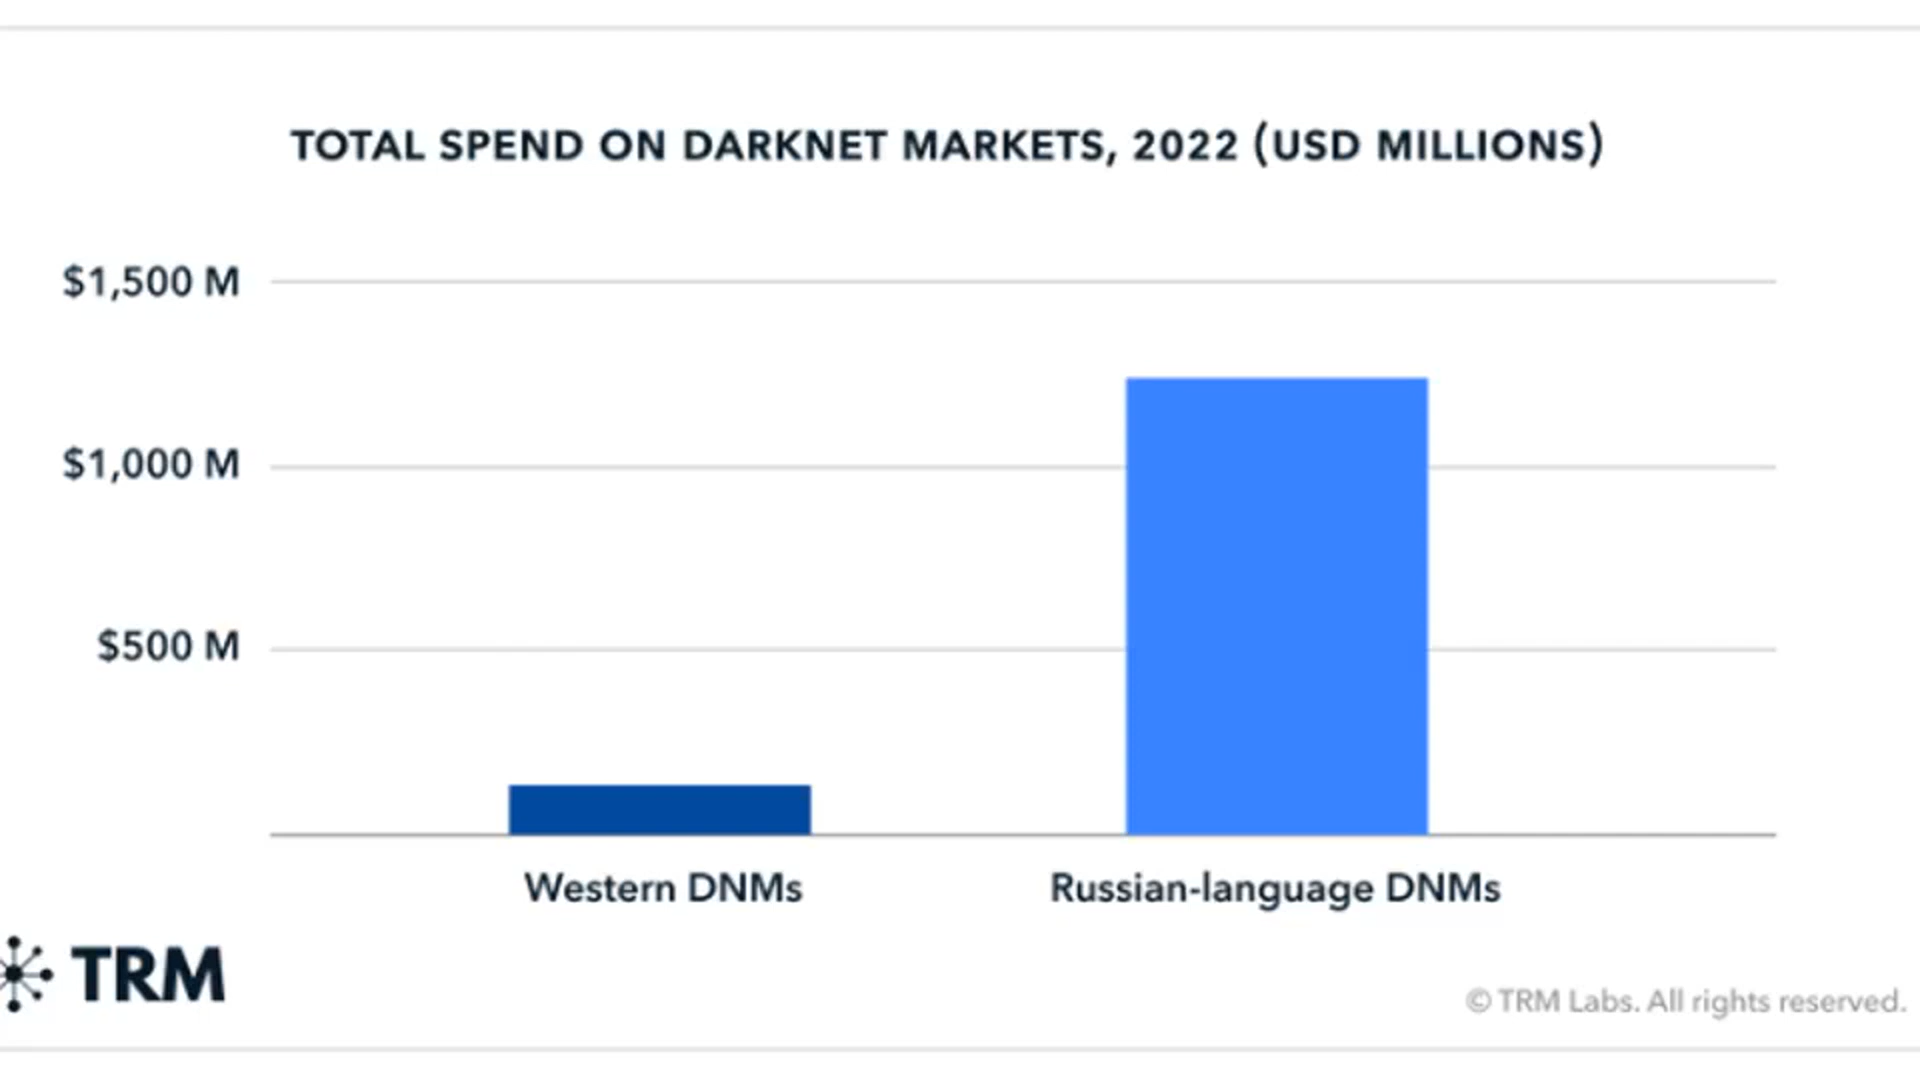 TOTAL SPEND ON DARKNET MARKETS, 2022 (USD MILLIONS)
$1,500 M
$1,000 M
$500 M
Western DNMs
Russian-language DNMs
TRM
© TRM Labs. All rights reserved.